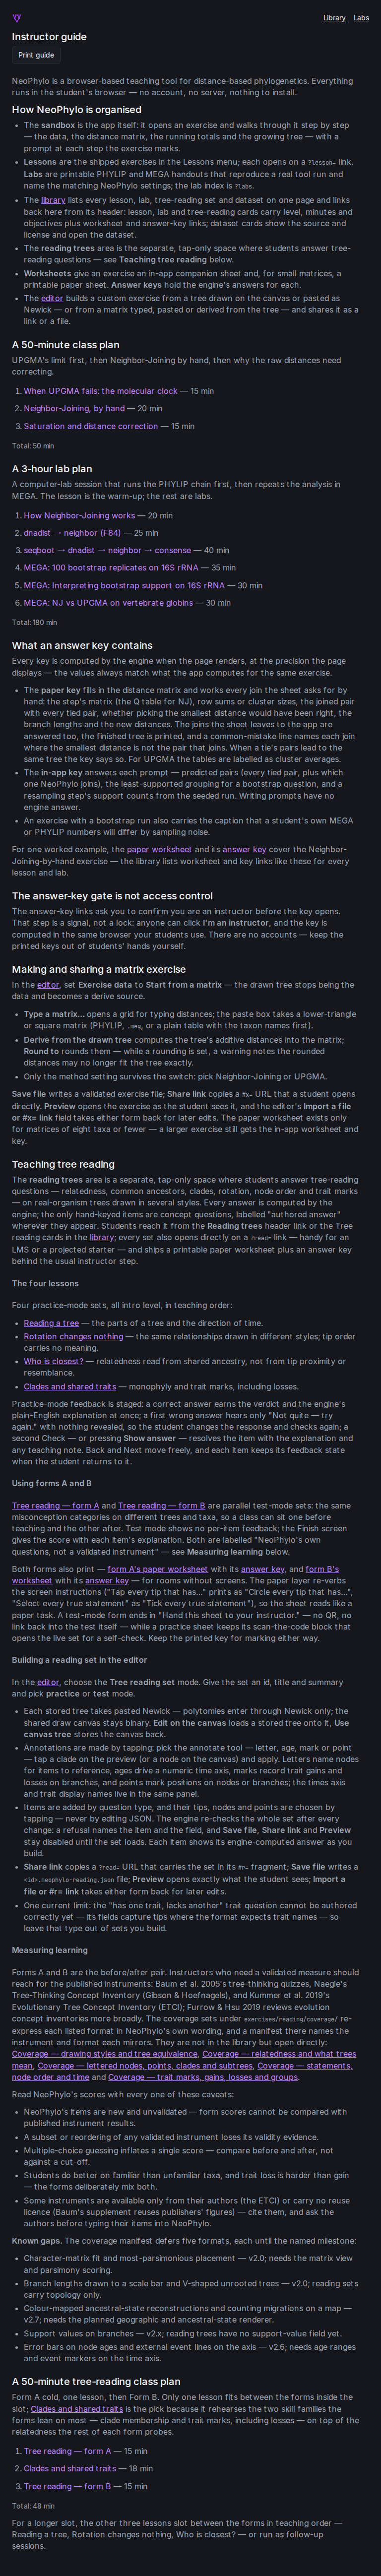 Library Labs
Instructor guide
Print guide
NeoPhylo is a browser-based teaching tool for distance-based phylogenetics. Everything
runs in the student's browser — no account, no server, nothing to install.
How NeoPhylo is organised
• The sandbox is the app itself: it opens an exercise and walks through it step by step
— the data, the distance matrix, the running totals and the growing tree — with a
prompt at each step the exercise marks.
• Lessons are the shipped exercises in the Lessons menu; each opens on a ?lesson= link.
Labs are printable PHYLIP and MEGA handouts that reproduce a real tool run and
name the matching NeoPhylo settings; the lab index is ?labs.
• The library lists every lesson, lab, tree-reading set and dataset on one page and links
back here from its header: lesson, lab and tree-reading cards carry level, minutes and
objectives plus worksheet and answer-key links; dataset cards show the source and
license and open the dataset.
• The reading trees area is the separate, tap-only space where students answer tree-
reading questions — see Teaching tree reading below.
• Worksheets give an exercise an in-app companion sheet and, for small matrices, a
printable paper sheet. Answer keys hold the engine's answers for each.
• The editor builds a custom exercise from a tree drawn on the canvas or pasted as
Newick — or from a matrix typed, pasted or derived from the tree — and shares it as a
link or a file.
A 50-minute class plan
UPGMA's limit first, then Neighbor-Joining by hand, then why the raw distances need
correcting.
1. When UPGMA fails: the molecular clock — 15 min
2. Neighbor-Joining, by hand — 20 min
3. Saturation and distance correction — 15 min
Total: 50 min
A 3-hour lab plan
A computer-lab session that runs the PHYLIP chain first, then repeats the analysis in
MEGA. The lesson is the warm-up; the rest are labs.
1. How Neighbor-Joining works — 20 min
2. dnadist → neighbor (F84) — 25 min
3. seqboot → dnadist → neighbor → consense — 40 min
4. MEGA: 100 bootstrap replicates on 16S rRNA — 35 min
5. MEGA: Interpreting bootstrap support on 16S rRNA — 30 min
6. MEGA: NJ vs UPGMA on vertebrate globins — 30 min
Total: 180 min
What an answer key contains
Every key is computed by the engine when the page renders, at the precision the page
displays — the values always match what the app computes for the same exercise.
• The paper key fills in the distance matrix and works every join the sheet asks for by
hand: the step's matrix (the Q table for NJ), row sums or cluster sizes, the joined pair
with every tied pair, whether picking the smallest distance would have been right, the
branch lengths and the new distances. The joins the sheet leaves to the app are
answered too, the finished tree is printed, and a common-mistake line names each join
where the smallest distance is not the pair that joins. When a tie's pairs lead to the
same tree the key says so. For UPGMA the tables are labelled as cluster averages.
• The in-app key answers each prompt — predicted pairs (every tied pair, plus which
one NeoPhylo joins), the least-supported grouping for a bootstrap question, and a
resampling step's support counts from the seeded run. Writing prompts have no
engine answer.
• An exercise with a bootstrap run also carries the caption that a student's own MEGA
or PHYLIP numbers will differ by sampling noise.
For one worked example, the paper worksheet and its answer key cover the Neighbor-
Joining-by-hand exercise — the library lists worksheet and key links like these for every
lesson and lab.
The answer-key gate is not access control
The answer-key links ask you to confirm you are an instructor before the key opens.
That step is a signal, not a lock: anyone can click I'm an instructor, and the key is
computed in the same browser your students use. There are no accounts — keep the
printed keys out of students' hands yourself.
Making and sharing a matrix exercise
In the editor, set Exercise data to Start from a matrix — the drawn tree stops being the
data and becomes a derive source.
• Type a matrix… opens a grid for typing distances; the paste box takes a lower-triangle
or square matrix (PHYLIP, .meg, or a plain table with the taxon names first).
• Derive from the drawn tree computes the tree's additive distances into the matrix;
Round to rounds them — while a rounding is set, a warning notes the rounded
distances may no longer fit the tree exactly.
• Only the method setting survives the switch: pick Neighbor-Joining or UPGMA.
Save file writes a validated exercise file; Share link copies a #x= URL that a student opens
directly. Preview opens the exercise as the student sees it, and the editor's Import a file
or #x= link field takes either form back for later edits. The paper worksheet exists only
for matrices of eight taxa or fewer — a larger exercise still gets the in-app worksheet and
key.
Teaching tree reading
The reading trees area is a separate, tap-only space where students answer tree-reading
questions — relatedness, common ancestors, clades, rotation, node order and trait marks
— on real-organism trees drawn in several styles. Every answer is computed by the
engine; the only hand-keyed items are concept questions, labelled "authored answer"
wherever they appear. Students reach it from the Reading trees header link or the Tree
reading cards in the library; every set also opens directly on a ?read= link — handy for an
LMS or a projected starter — and ships a printable paper worksheet plus an answer key
behind the usual instructor step.
The four lessons
Four practice-mode sets, all intro level, in teaching order:
• Reading a tree — the parts of a tree and the direction of time.
• Rotation changes nothing — the same relationships drawn in different styles; tip order
carries no meaning.
• Who is closest? — relatedness read from shared ancestry, not from tip proximity or
resemblance.
• Clades and shared traits — monophyly and trait marks, including losses.
Practice-mode feedback is staged: a correct answer earns the verdict and the engine's
plain-English explanation at once; a first wrong answer hears only "Not quite — try
again." with nothing revealed, so the student changes the response and checks again; a
second Check — or pressing Show answer — resolves the item with the explanation and
any teaching note. Back and Next move freely, and each item keeps its feedback state
when the student returns to it.
Using forms A and B
Tree reading — form A and Tree reading — form B are parallel test-mode sets: the same
misconception categories on different trees and taxa, so a class can sit one before
teaching and the other after. Test mode shows no per-item feedback; the Finish screen
gives the score with each item's explanation. Both are labelled "NeoPhylo's own
questions, not a validated instrument" — see Measuring learning below.
Both forms also print — form A's paper worksheet with its answer key, and form B's
worksheet with its answer key — for rooms without screens. The paper layer re-verbs
the screen instructions ("Tap every tip that has…" prints as "Circle every tip that has…",
"Select every true statement" as "Tick every true statement"), so the sheet reads like a
paper task. A test-mode form ends in "Hand this sheet to your instructor." — no QR, no
link back into the test itself — while a practice sheet keeps its scan-the-code block that
opens the live set for a self-check. Keep the printed key for marking either way.
Building a reading set in the editor
In the editor, choose the Tree reading set mode. Give the set an id, title and summary
and pick practice or test mode.
• Each stored tree takes pasted Newick — polytomies enter through Newick only; the
shared draw canvas stays binary. Edit on the canvas loads a stored tree onto it, Use
canvas tree stores the canvas back.
• Annotations are made by tapping: pick the annotate tool — letter, age, mark or point
— tap a clade on the preview (or a node on the canvas) and apply. Letters name nodes
for items to reference, ages drive a numeric time axis, marks record trait gains and
losses on branches, and points mark positions on nodes or branches; the times axis
and trait display names live in the same panel.
• Items are added by question type, and their tips, nodes and points are chosen by
tapping — never by editing JSON. The engine re-checks the whole set after every
change: a refusal names the item and the field, and Save file, Share link and Preview
stay disabled until the set loads. Each item shows its engine-computed answer as you
build.
• Share link copies a ?read= URL that carries the set in its #r= fragment; Save file writes a
<id>.neophylo-reading.json file; Preview opens exactly what the student sees; Import a
file or #r= link takes either form back for later edits.
• One current limit: the "has one trait, lacks another" trait question cannot be authored
correctly yet — its fields capture tips where the format expects trait names — so
leave that type out of sets you build.
Measuring learning
Forms A and B are the before/after pair. Instructors who need a validated measure should
reach for the published instruments: Baum et al. 2005's tree-thinking quizzes, Naegle's
Tree-Thinking Concept Inventory (Gibson & Hoefnagels), and Kummer et al. 2019's
Evolutionary Tree Concept Inventory (ETCI); Furrow & Hsu 2019 reviews evolution
concept inventories more broadly. The coverage sets under exercises/reading/coverage/ re-
express each listed format in NeoPhylo's own wording, and a manifest there names the
instrument and format each mirrors. They are not in the library but open directly:
Coverage — drawing styles and tree equivalence, Coverage — relatedness and what trees
mean, Coverage — lettered nodes, points, clades and subtrees, Coverage — statements,
node order and time and Coverage — trait marks, gains, losses and groups.
Read NeoPhylo's scores with every one of these caveats:
• NeoPhylo's items are new and unvalidated — form scores cannot be compared with
published instrument results.
• A subset or reordering of any validated instrument loses its validity evidence.
• Multiple-choice guessing inflates a single score — compare before and after, not
against a cut-off.
• Students do better on familiar than unfamiliar taxa, and trait loss is harder than gain
— the forms deliberately mix both.
• Some instruments are available only from their authors (the ETCI) or carry no reuse
licence (Baum's supplement reuses publishers' figures) — cite them, and ask the
authors before typing their items into NeoPhylo.
Known gaps. The coverage manifest defers five formats, each until the named milestone:
• Character-matrix fit and most-parsimonious placement — v2.0; needs the matrix view
and parsimony scoring.
• Branch lengths drawn to a scale bar and V-shaped unrooted trees — v2.0; reading sets
carry topology only.
• Colour-mapped ancestral-state reconstructions and counting migrations on a map —
v2.7; needs the planned geographic and ancestral-state renderer.
• Support values on branches — v2.x; reading trees have no support-value field yet.
• Error bars on node ages and external event lines on the axis — v2.6; needs age ranges
and event markers on the time axis.
A 50-minute tree-reading class plan
Form A cold, one lesson, then Form B. Only one lesson fits between the forms inside the
slot; Clades and shared traits is the pick because it rehearses the two skill families the
forms lean on most — clade membership and trait marks, including losses — on top of the
relatedness the rest of each form probes.
1. Tree reading — form A — 15 min
2. Clades and shared traits — 18 min
3. Tree reading — form B — 15 min
Total: 48 min
For a longer slot, the other three lessons slot between the forms in teaching order —
Reading a tree, Rotation changes nothing, Who is closest? — or run as follow-up
sessions.